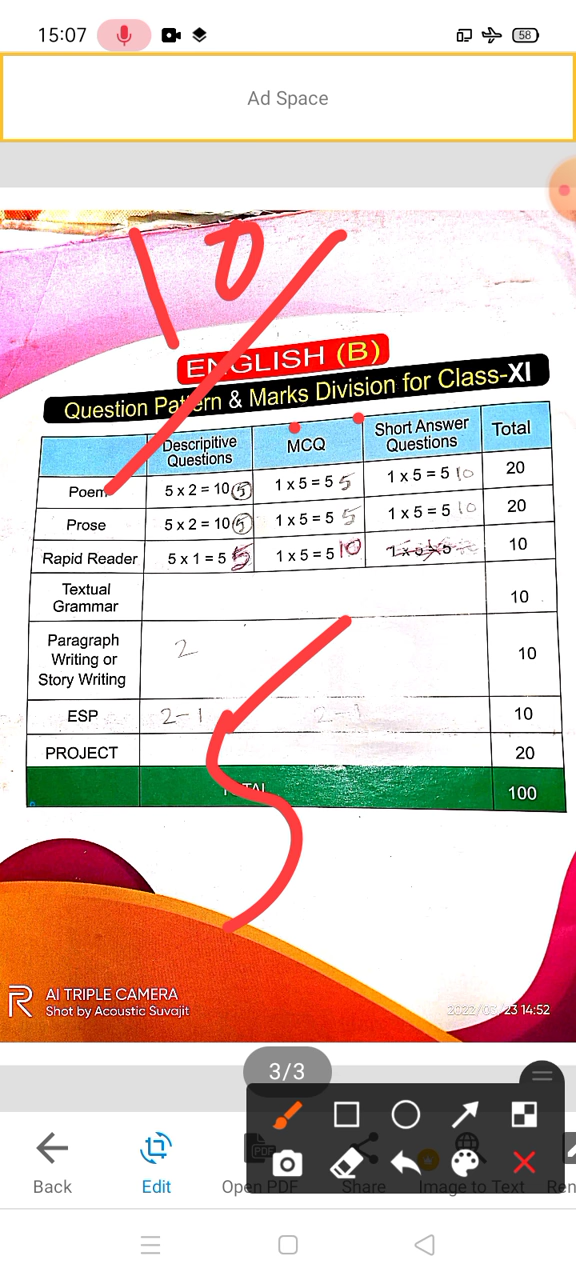 15:07
58
Ad Space
10
ENGLISH (B)
Question Pattern & Marks Division for Class-XI
Descriptive Questions MCQ Short Answer Questions Total
Poem 5 x 2 = 10 5 1 x 5 = 5 5 1 x 5 = 5 10 20
Prose 5 x 2 = 10 5 1 x 5 = 5 5 1 x 5 = 5 10 20
Rapid Reader 5 x 1 = 5 5 1 x 5 = 5 10 10
Textual Grammar 10
Paragraph Writing or Story Writing 2 10
ESP 2-1 2-1 10
PROJECT 20
TOTAL 100
AI TRIPLE CAMERA
Shot by Acoustic Suvajit
14:52
3/3
Back Edit Open PDF Share Image to Text Ren